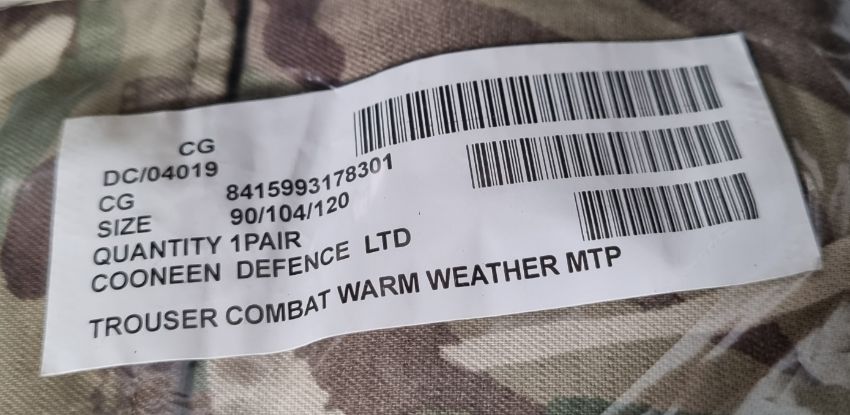 CG
DC/04019
CG 8415993178301
SIZE 90/104/120
QUANTITY 1PAIR
COONEEN DEFENCE LTD
TROUSER COMBAT WARM WEATHER MTP